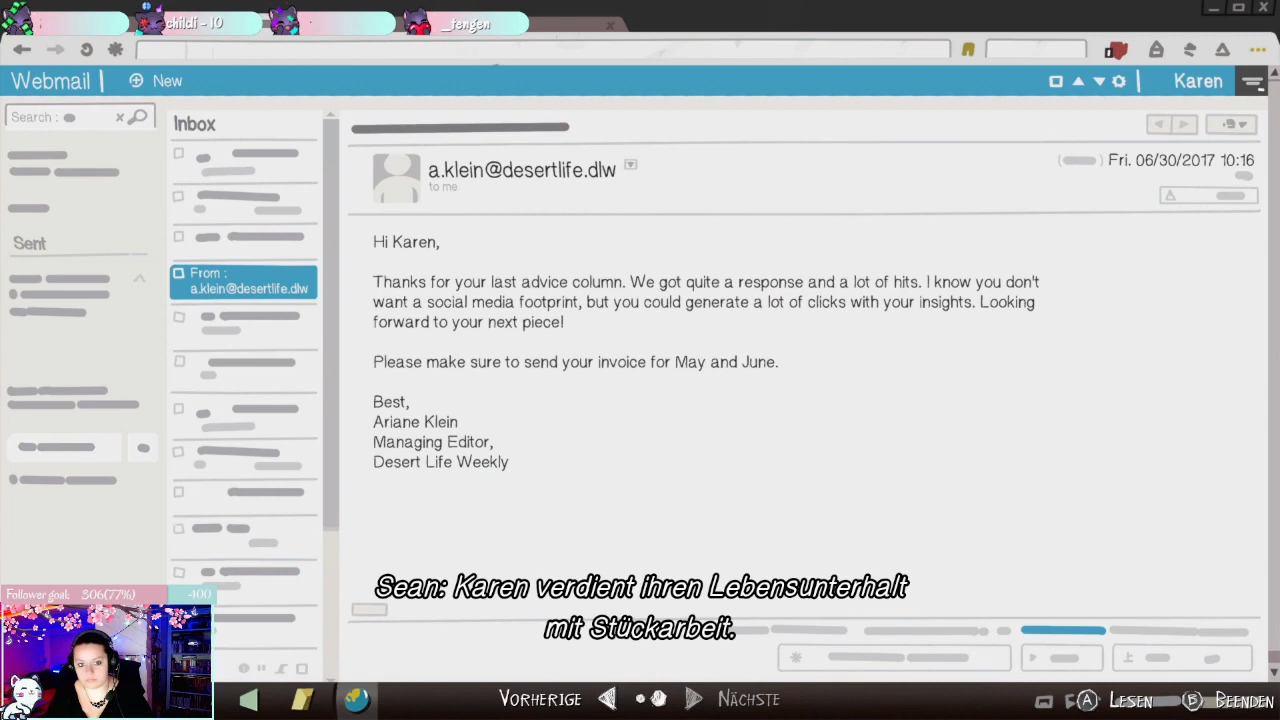 childi - 10
_tengen
Webmail
New
Karen
Search :
Inbox
a.klein@desertlife.dlw
to me
Fri. 06/30/2017 10:16
Sent
Hi Karen,
From :
a.klein@desertlife.dlw
Thanks for your last advice column. We got quite a response and a lot of hits. I know you don't
want a social media footprint, but you could generate a lot of clicks with your insights. Looking
forward to your next piece!
Please make sure to send your invoice for May and June.
Best,
Ariane Klein
Managing Editor,
Desert Life Weekly
Sean: Karen verdient ihren Lebensunterhalt
mit Stückarbeit.
Follower goal: 306(77%) -400
VORHERIGE NÄCHSTE A LESEN B BEENDEN